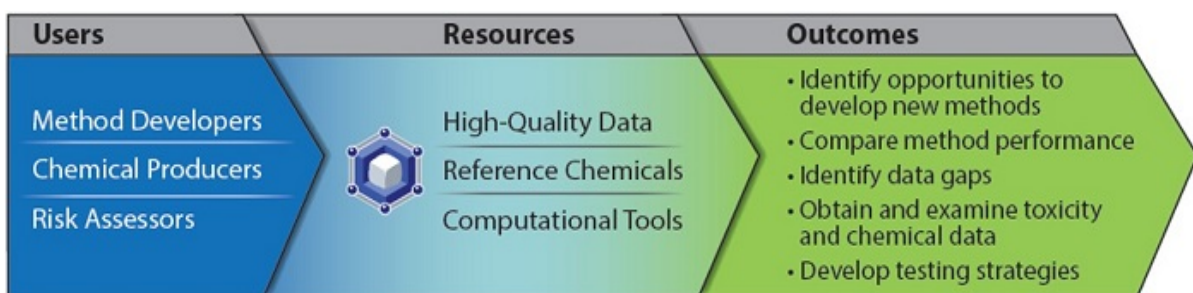 Users
Method Developers
Chemical Producers
Risk Assessors
Resources
High-Quality Data
Reference Chemicals
Computational Tools
Outcomes
• Identify opportunities to
develop new methods
• Compare method performance
• Identify data gaps
• Obtain and examine toxicity
and chemical data
• Develop testing strategies